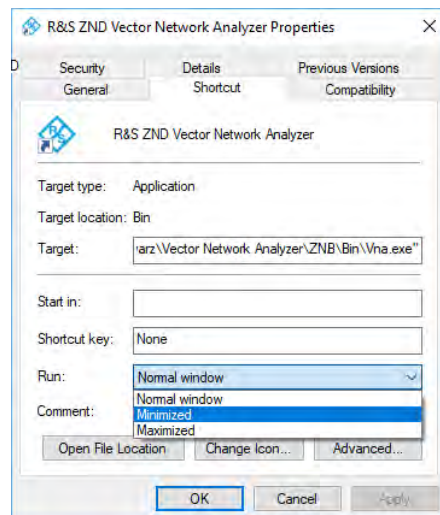 R&S ZND Vector Network Analyzer Properties
D
Security Details Previous Versions
General Shortcut Compatibility
R&S ZND Vector Network Analyzer
Target type: Application
Target location: Bin
Target: arz\Vector Network Analyzer\ZNB\Bin\Vna.exe"
Start in:
Shortcut key: None
Run: Normal window
Normal window
Comment: Minimized
Maximized
Open File Location Change Icon... Advanced...
OK Cancel Apply